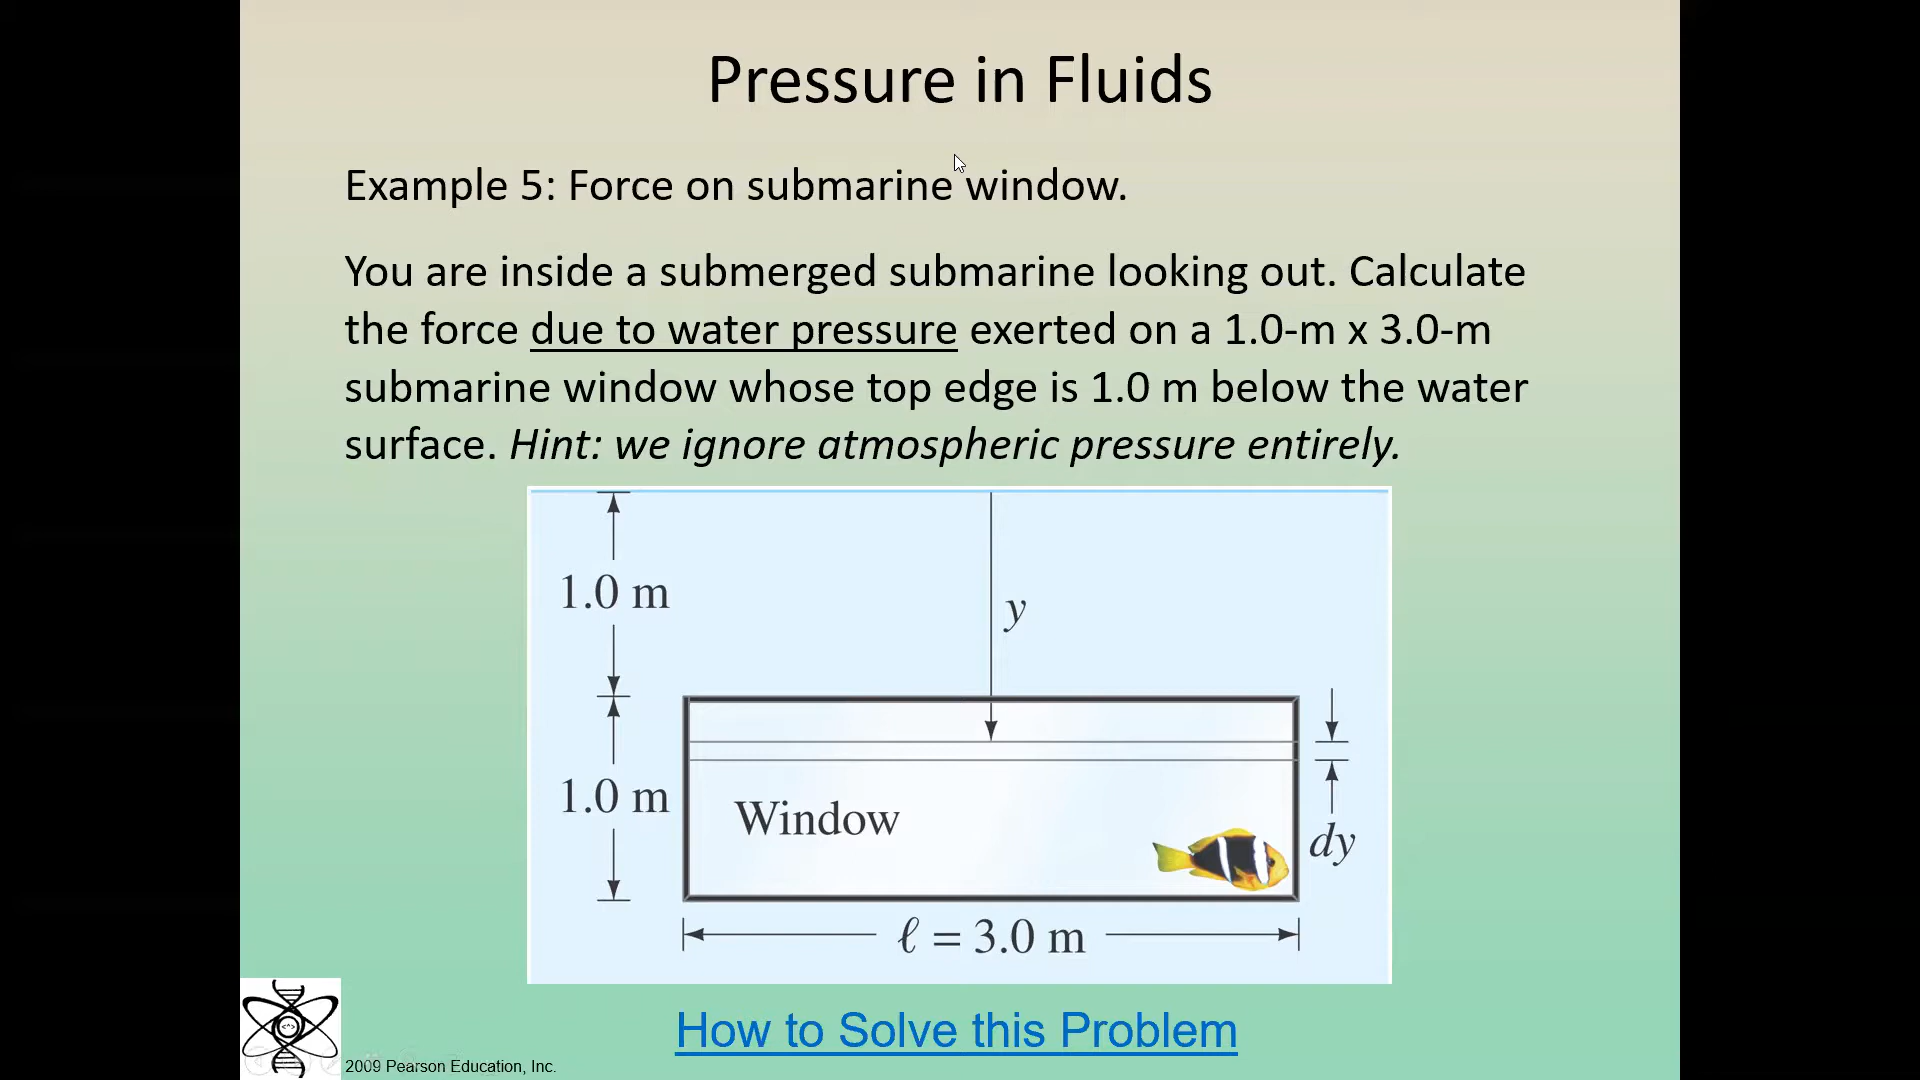 Pressure in Fluids
Example 5: Force on submarine window.
You are inside a submerged submarine looking out. Calculate
the force due to water pressure exerted on a 1.0-m x 3.0-m
submarine window whose top edge is 1.0 m below the water
surface. Hint: we ignore atmospheric pressure entirely.
1.0 m
y
1.0 m
Window
dy
ℓ = 3.0 m
How to Solve this Problem
2009 Pearson Education, Inc.